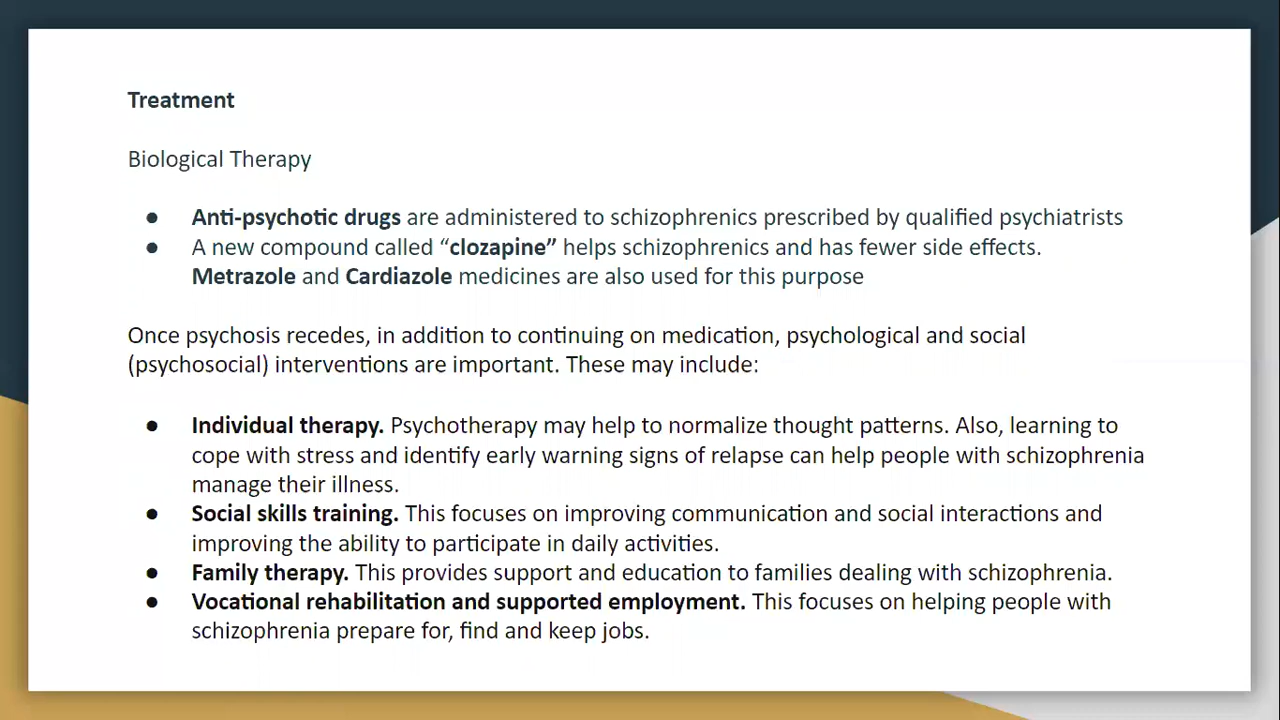 Treatment
Biological Therapy
● Anti-psychotic drugs are administered to schizophrenics prescribed by qualified psychiatrists
● A new compound called “clozapine” helps schizophrenics and has fewer side effects.
Metrazole and Cardiazole medicines are also used for this purpose
Once psychosis recedes, in addition to continuing on medication, psychological and social
(psychosocial) interventions are important. These may include:
● Individual therapy. Psychotherapy may help to normalize thought patterns. Also, learning to
cope with stress and identify early warning signs of relapse can help people with schizophrenia
manage their illness.
● Social skills training. This focuses on improving communication and social interactions and
improving the ability to participate in daily activities.
● Family therapy. This provides support and education to families dealing with schizophrenia.
● Vocational rehabilitation and supported employment. This focuses on helping people with
schizophrenia prepare for, find and keep jobs.